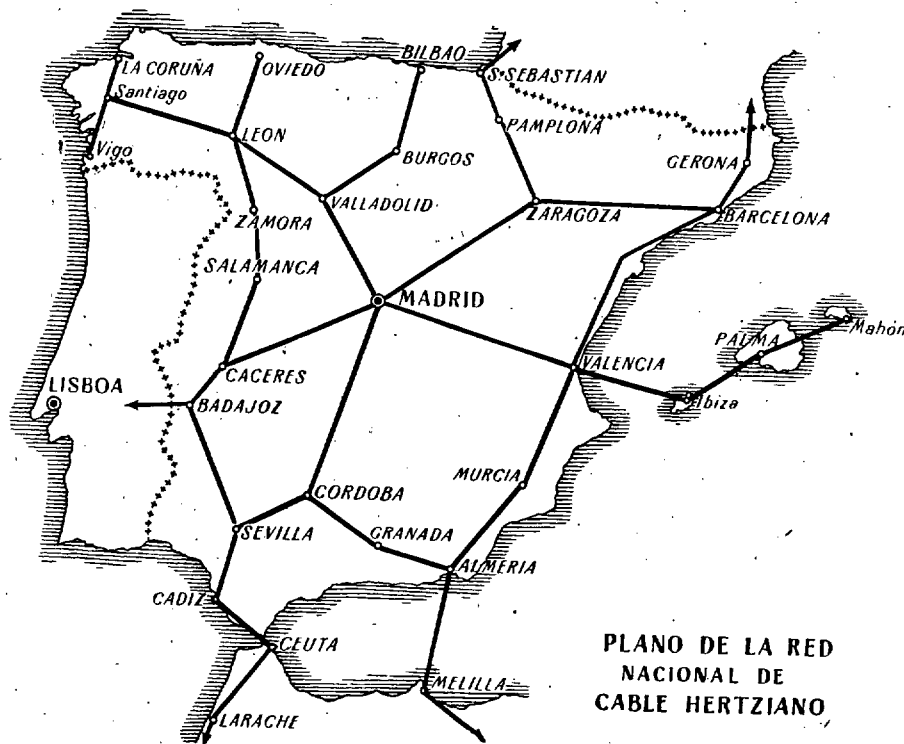 BILBAO
LA CORUÑA
OVIEDO
S. SEBASTIAN
Santiago
PAMPLONA
LEON
Vigo
BURGOS
GERONA
VALLADOLID
ZAMORA
ZARAGOZA
BARCELONA
SALAMANCA
MADRID
Mahón
PALMA
CACERES
VALENCIA
LISBOA
BADAJOZ
Ibiza
MURCIA
CORDOBA
SEVILLA
GRANADA
ALMERIA
CADIZ
CEUTA
MELILLA
LARACHE
PLANO DE LA RED
NACIONAL DE
CABLE HERTZIANO